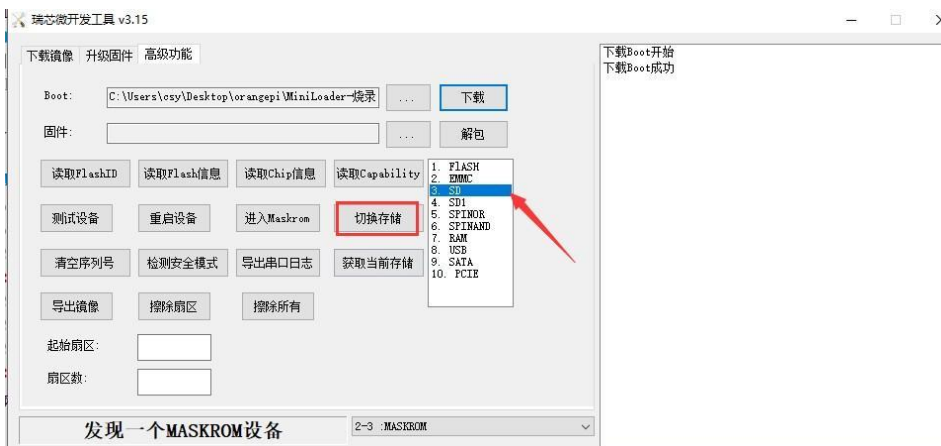 瑞芯微开发工具 v3.15
下载镜像 升级固件 高级功能
Boot: C:\Users\csy\Desktop\orangepi\MiniLoader-烧录 ... 下载
固件: ... 解包
读取FlashID 读取Flash信息 读取Chip信息 读取Capability
测试设备 重启设备 进入Maskrom 切换存储
清空序列号 检测安全模式 导出串口日志 获取当前存储
导出镜像 擦除扇区 擦除所有
1. FlASH
2. EMMC
3. SD
4. SD1
5. SPINOR
6. SPINAND
7. RAM
8. USB
9. SATA
10. PCIE
起始扇区:
扇区数:
发现一个MASKROM设备 2-3 :MASKROM
下载Boot开始
下载Boot成功